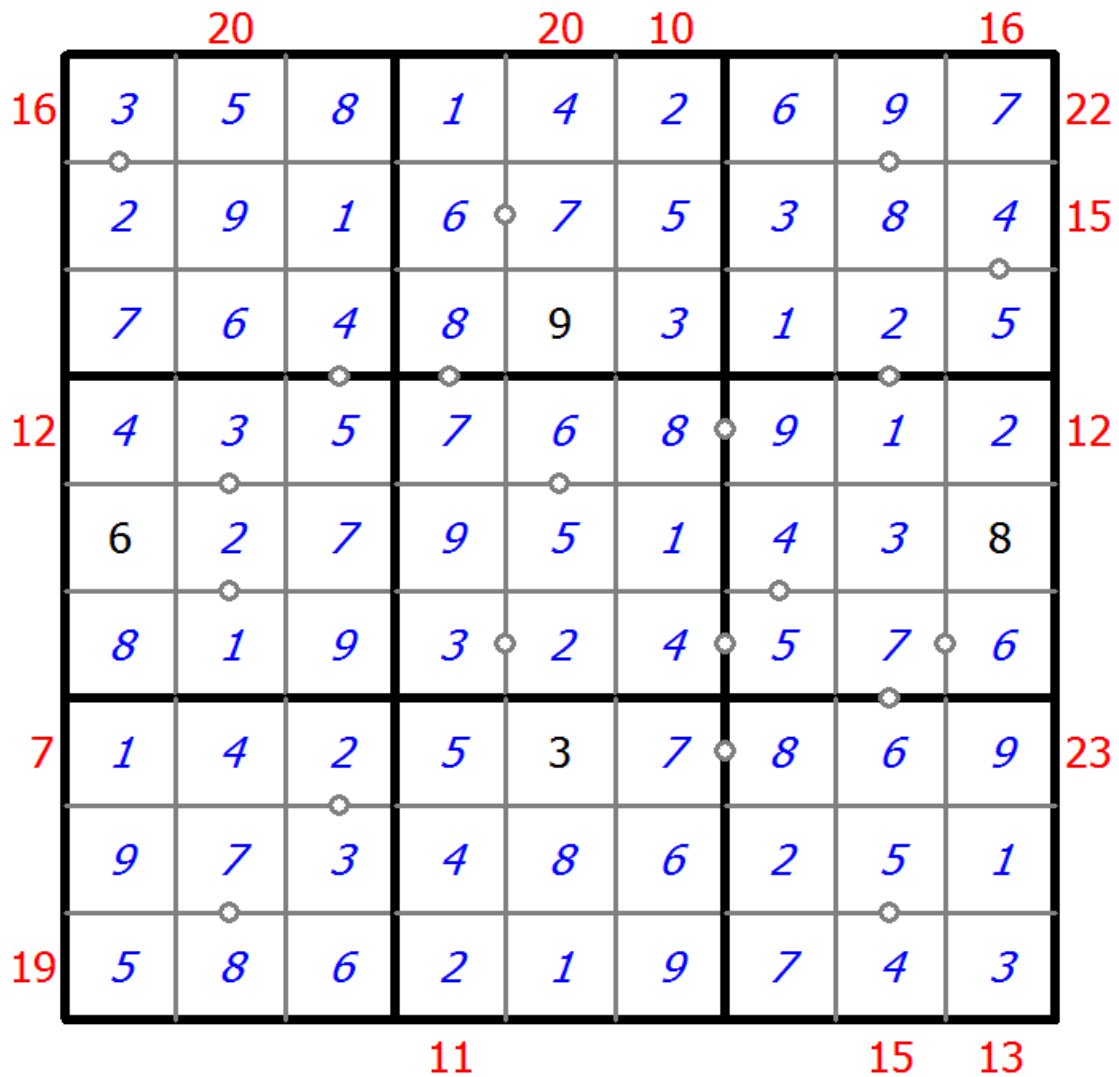 20 20 10 16
16 3 5 8 1 4 2 6 9 7 22
2 9 1 6 7 5 3 8 4 15
7 6 4 8 9 3 1 2 5
12 4 3 5 7 6 8 9 1 2 12
6 2 7 9 5 1 4 3 8
8 1 9 3 2 4 5 7 6
7 1 4 2 5 3 7 8 6 9 23
9 7 3 4 8 6 2 5 1
19 5 8 6 2 1 9 7 4 3
11 15 13